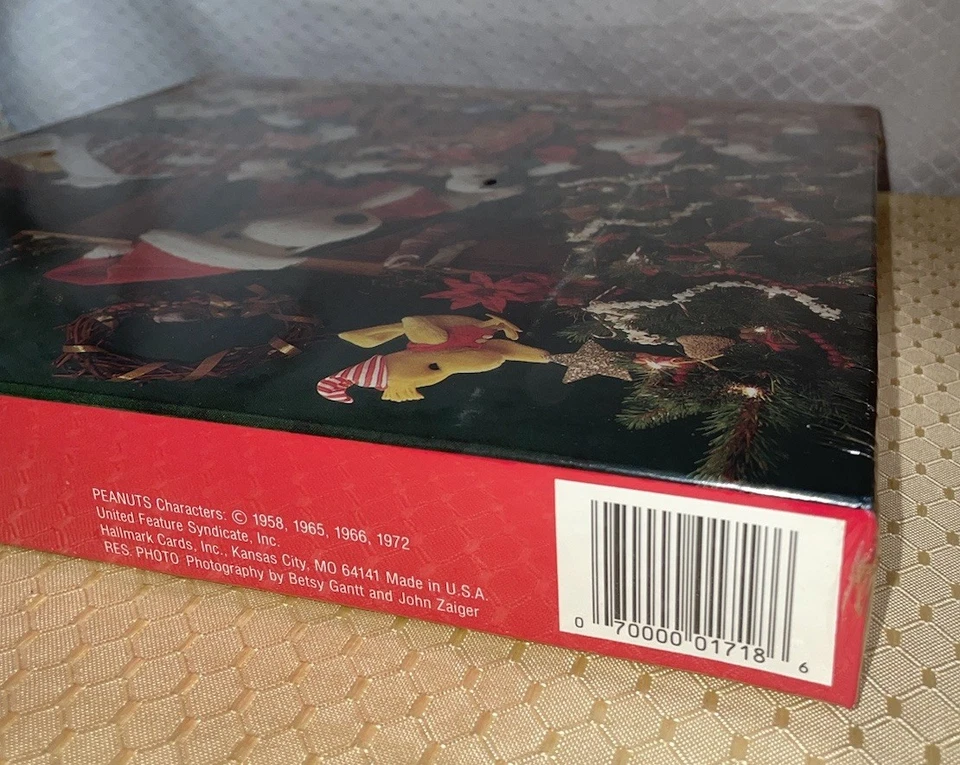 PEANUTS Characters: © 1958, 1965, 1966, 1972
United Feature Syndicate, Inc.
Hallmark Cards, Inc., Kansas City, MO 64141 Made in U.S.A.
RES. PHOTO Photography by Betsy Gantt and John Zaiger
0 70000 01718 6